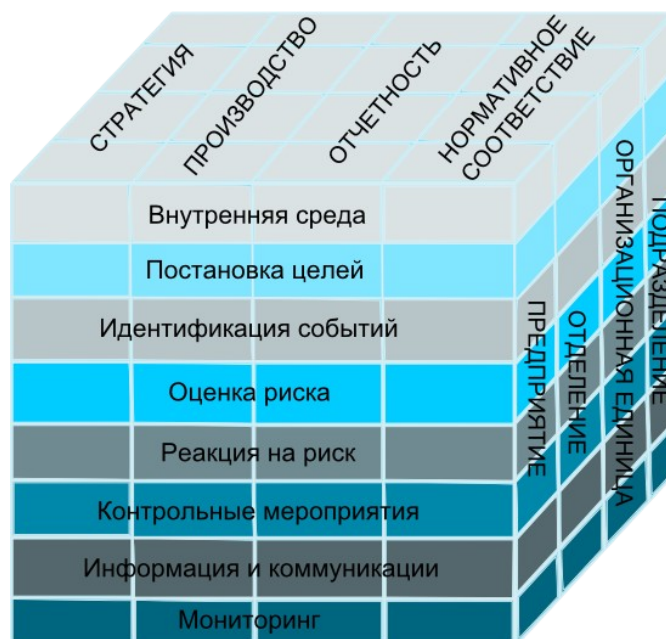 СТРАТЕГИЯ
ПРОИЗВОДСТВО
ОТЧЕТНОСТЬ
НОРМАТИВНОЕ
СООТВЕТСТВИЕ
Внутренняя среда
Постановка целей
Идентификация событий
Оценка риска
Реакция на риск
Контрольные мероприятия
Информация и коммуникации
Мониторинг
ПРЕДПРИЯТИЕ
ОТДЕЛЕНИЕ
ОРГАНИЗАЦИОННАЯ ЕДИНИЦА
ПОДРАЗДЕЛЕНИЕ